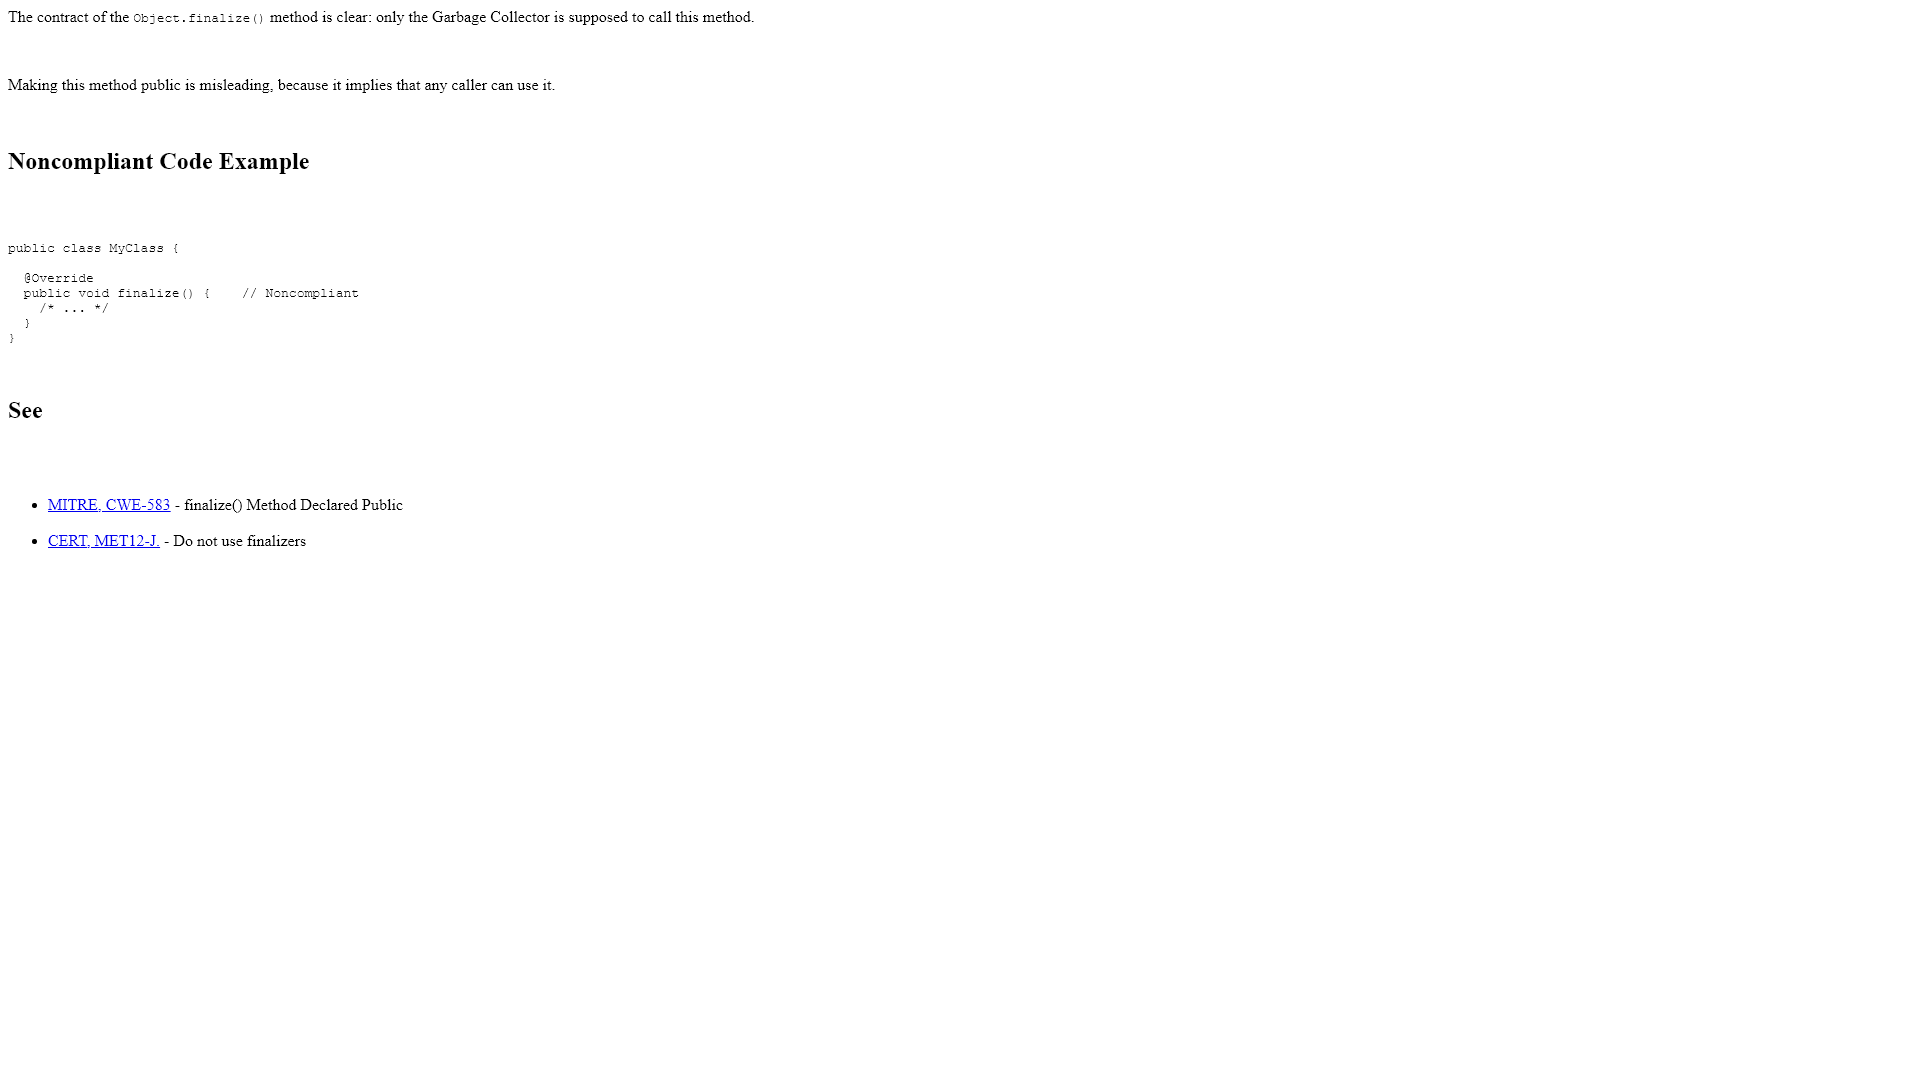 The contract of the Object.finalize() method is clear: only the Garbage Collector is supposed to call this method.
Making this method public is misleading, because it implies that any caller can use it.
Noncompliant Code Example
public class MyClass {
  @Override
  public void finalize() {    // Noncompliant
    /* ... */
  }
}
See
• MITRE, CWE-583 - finalize() Method Declared Public
• CERT, MET12-J. - Do not use finalizers